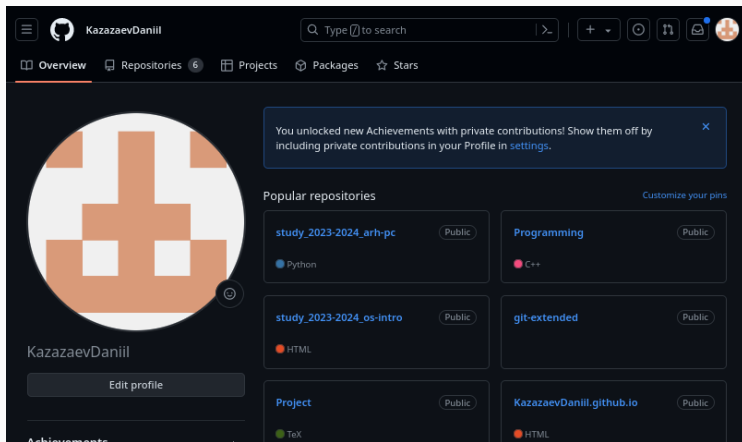 KazazaevDaniil
Type / to search
Overview
Repositories 6
Projects
Packages
Stars
You unlocked new Achievements with private contributions! Show them off by
including private contributions in your Profile in settings.
Popular repositories
Customize your pins
study_2023-2024_arh-pc
Public
Python
Programming
Public
C++
study_2023-2024_os-intro
Public
HTML
git-extended
Public
KazazaevDaniil
Edit profile
Project
Public
TeX
KazazaevDaniil.github.io
Public
HTML
Achievements